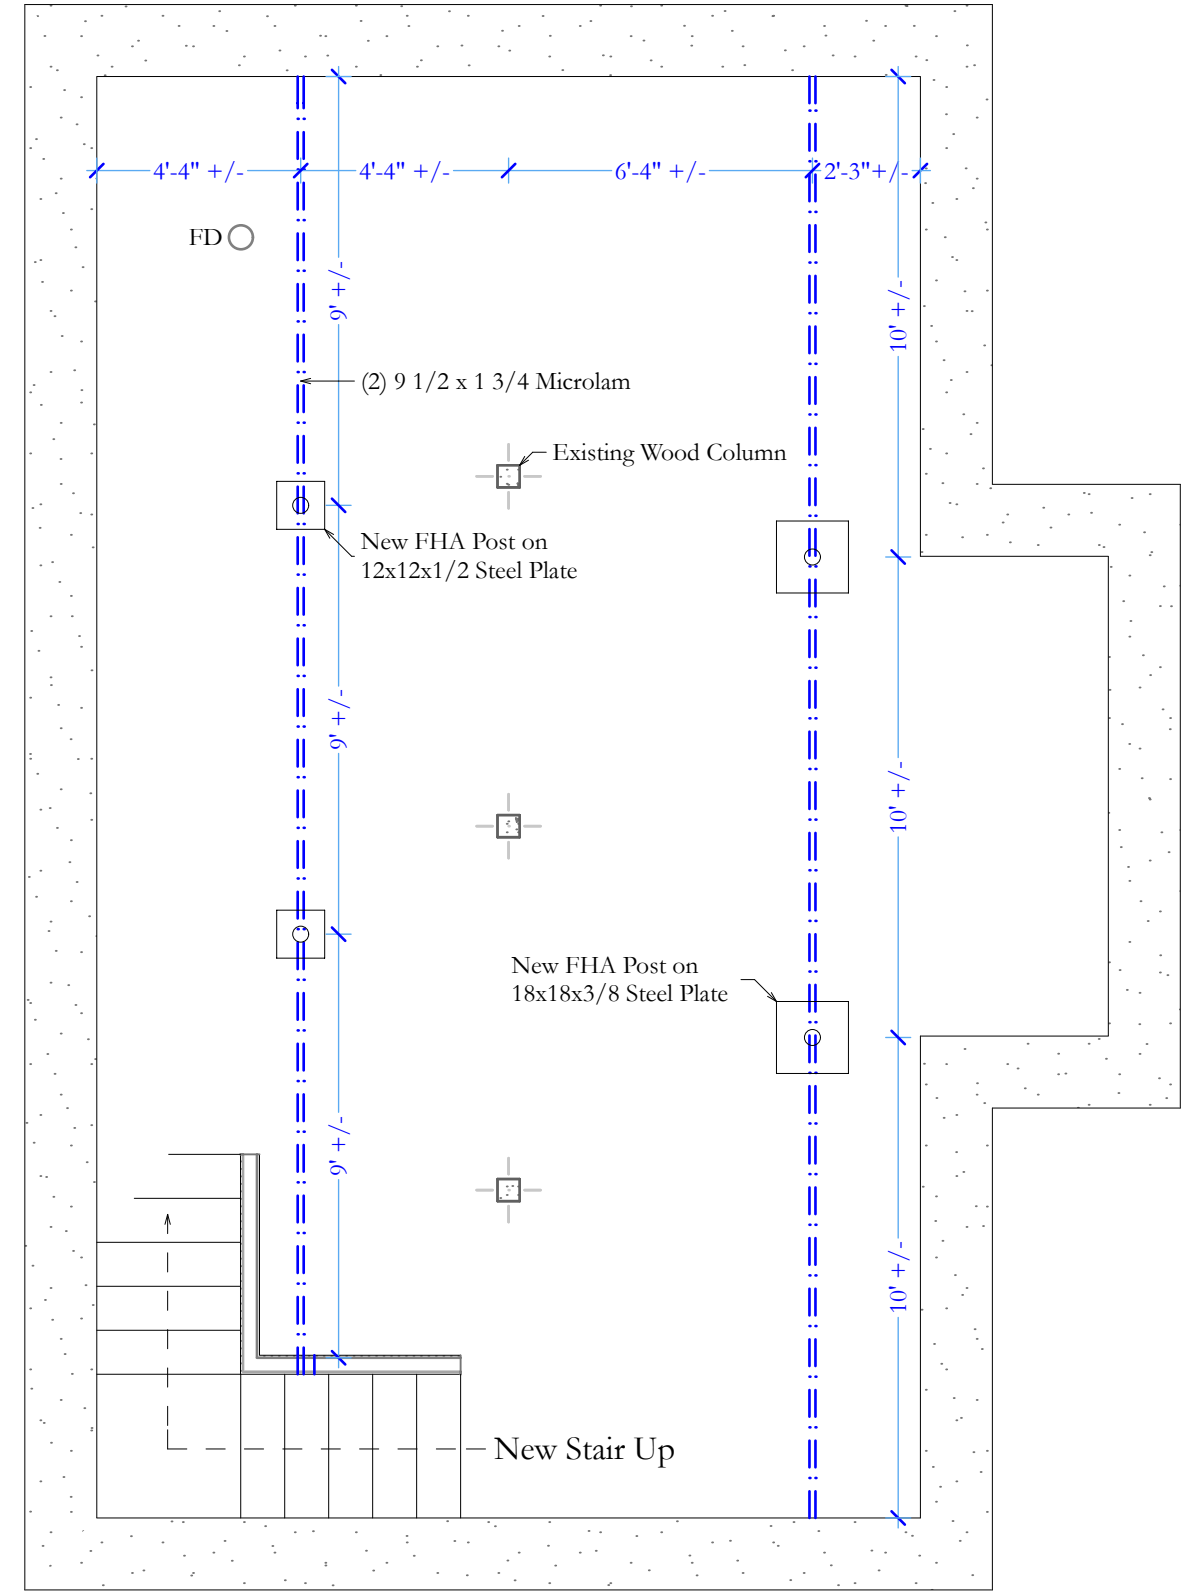 4'-4" +/-
4'-4" +/-
6'-4" +/-
2'-3"+/-
FD
9' +/-
10' +/-
(2) 9 1/2 x 1 3/4 Microlam
Existing Wood Column
New FHA Post on
12x12x1/2 Steel Plate
9' +/-
10' +/-
New FHA Post on
18x18x3/8 Steel Plate
9' +/-
10' +/-
New Stair Up